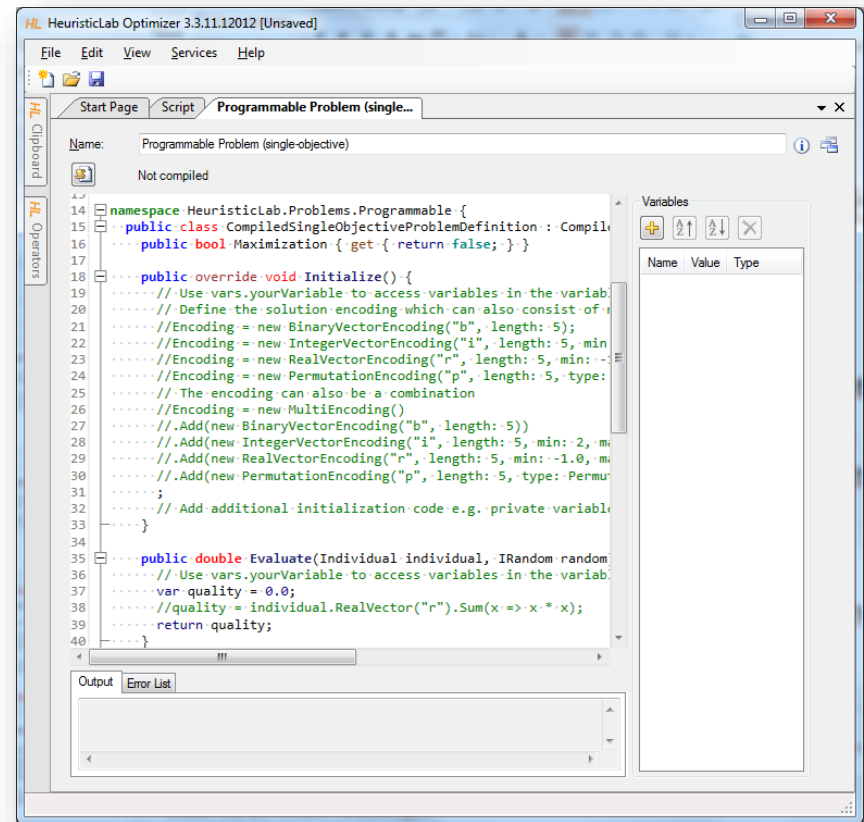 HL HeuristicLab Optimizer 3.3.11.12012 [Unsaved]
File Edit View Services Help
Start Page Script Programmable Problem (single...
HL Clipboard
HL Operators
Name: Programmable Problem (single-objective)
Not compiled
14 namespace HeuristicLab.Problems.Programmable {
15 public class CompiledSingleObjectiveProblemDefinition : Compile
16 public bool Maximization { get { return false; } }
17
18 public override void Initialize() {
19 // Use vars.yourVariable to access variables in the variab
20 // Define the solution encoding which can also consist of
21 //Encoding = new BinaryVectorEncoding("b", length: 5);
22 //Encoding = new IntegerVectorEncoding("i", length: 5, min
23 //Encoding = new RealVectorEncoding("r", length: 5, min: -
24 //Encoding = new PermutationEncoding("p", length: 5, type:
25 // The encoding can also be a combination
26 //Encoding = new MultiEncoding()
27 //.Add(new BinaryVectorEncoding("b", length: 5))
28 //.Add(new IntegerVectorEncoding("i", length: 5, min: 2, ma
29 //.Add(new RealVectorEncoding("r", length: 5, min: -1.0, ma
30 //.Add(new PermutationEncoding("p", length: 5, type: Permut
31 ;
32 // Add additional initialization code e.g. private variabl
33 }
34
35 public double Evaluate(Individual individual, IRandom random
36 // Use vars.yourVariable to access variables in the variab
37 var quality = 0.0;
38 //quality = individual.RealVector("r").Sum(x => x * x);
39 return quality;
40 }
Variables
Name Value Type
Output Error List